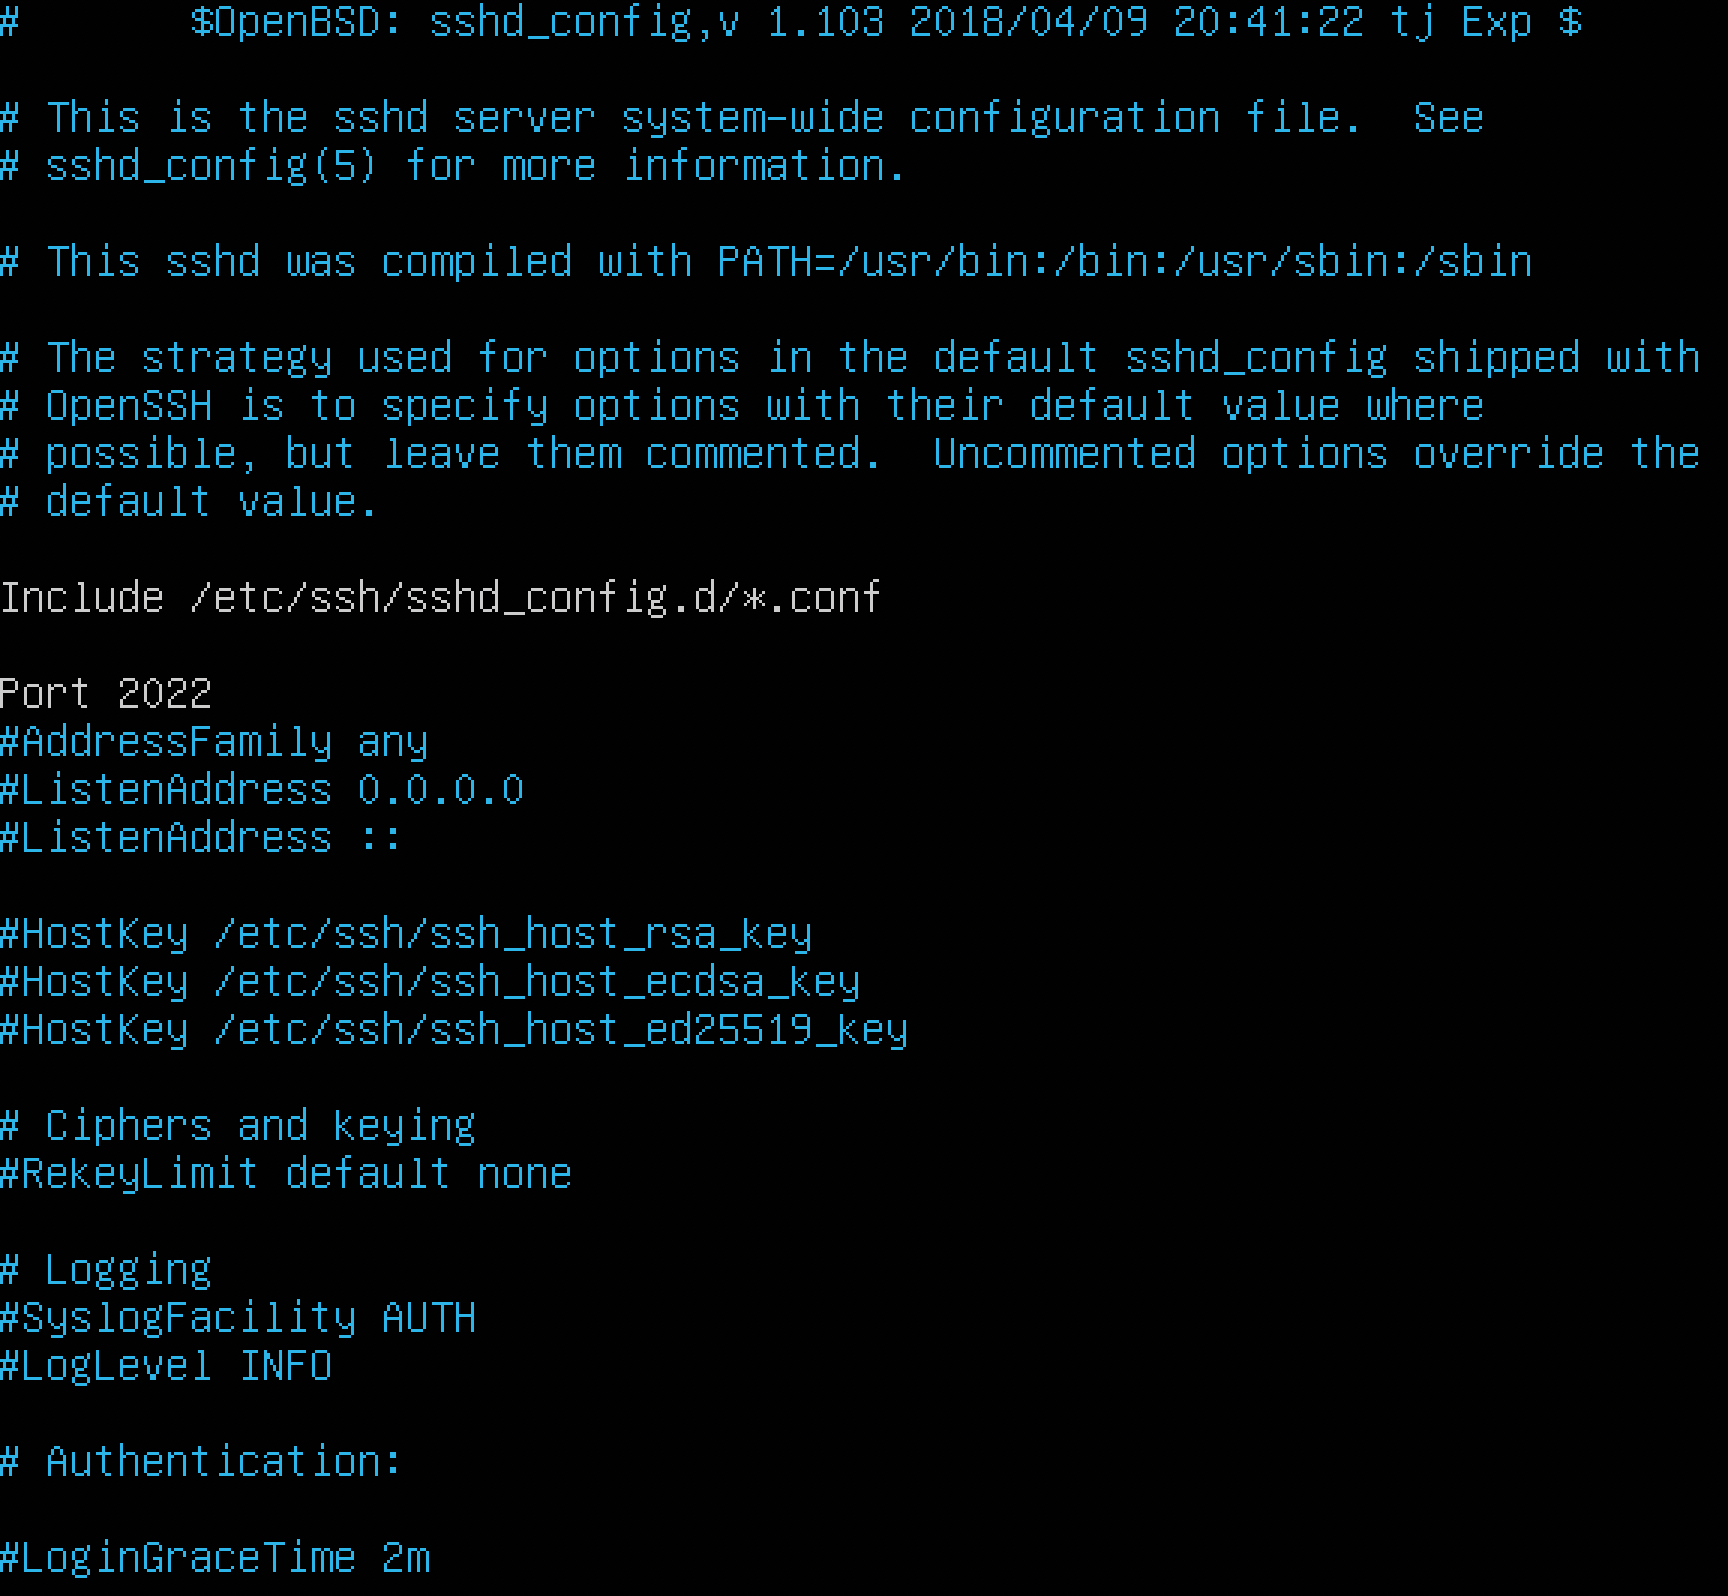 #       $OpenBSD: sshd_config,v 1.103 2018/04/09 20:41:22 tj Exp $
# This is the sshd server system-wide configuration file.  See
# sshd_config(5) for more information.
# This sshd was compiled with PATH=/usr/bin:/bin:/usr/sbin:/sbin
# The strategy used for options in the default sshd_config shipped with
# OpenSSH is to specify options with their default value where
# possible, but leave them commented.  Uncommented options override the
# default value.
Include /etc/ssh/sshd_config.d/*.conf
Port 2022
#AddressFamily any
#ListenAddress 0.0.0.0
#ListenAddress ::
#HostKey /etc/ssh/ssh_host_rsa_key
#HostKey /etc/ssh/ssh_host_ecdsa_key
#HostKey /etc/ssh/ssh_host_ed25519_key
# Ciphers and keying
#RekeyLimit default none
# Logging
#SyslogFacility AUTH
#LogLevel INFO
# Authentication:
#LoginGraceTime 2m